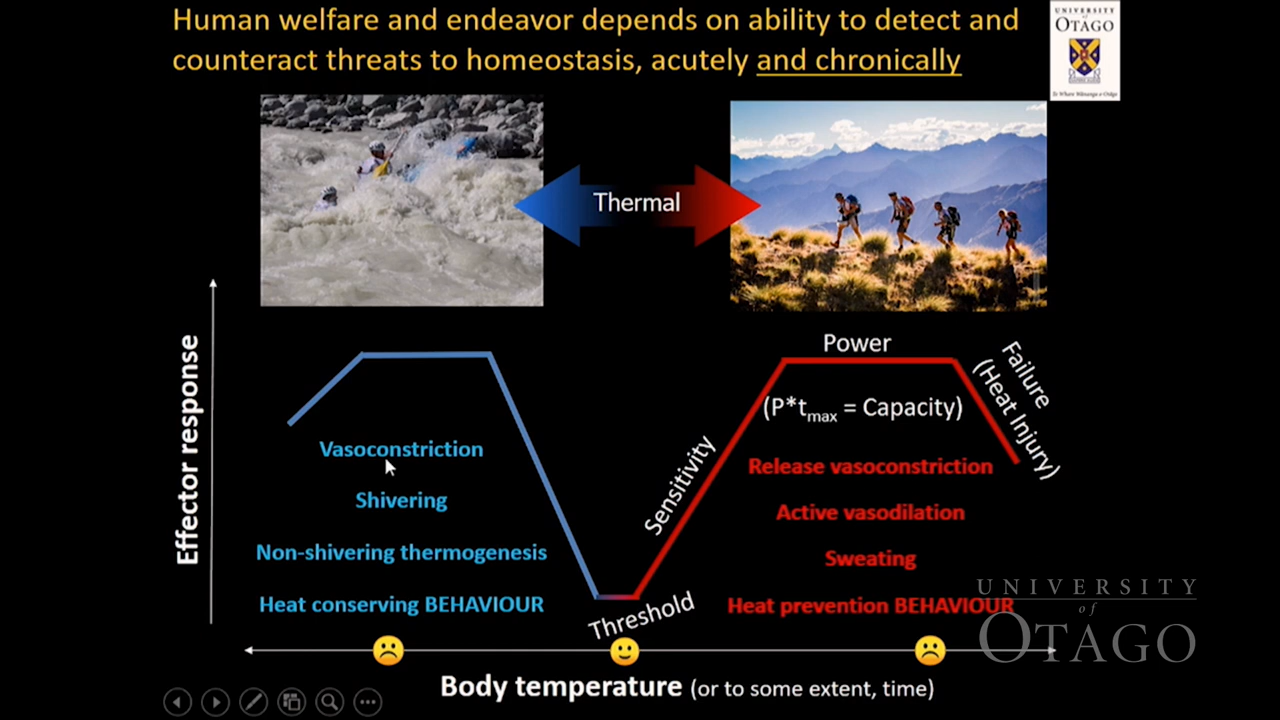 Human welfare and endeavor depends on ability to detect and
counteract threats to homeostasis, acutely and chronically
UNIVERSITY
of
OTAGO
Te Whare Wānanga o Otāgo
Thermal
Effector response
Vasoconstriction
Shivering
Non-shivering thermogenesis
Heat conserving BEHAVIOUR
Threshold
Sensitivity
Power
(P*tmax = Capacity)
Failure
(Heat Injury)
Release vasoconstriction
Active vasodilation
Sweating
Heat prevention BEHAVIOUR
UNIVERSITY
of
OTAGO
Body temperature (or to some extent, time)